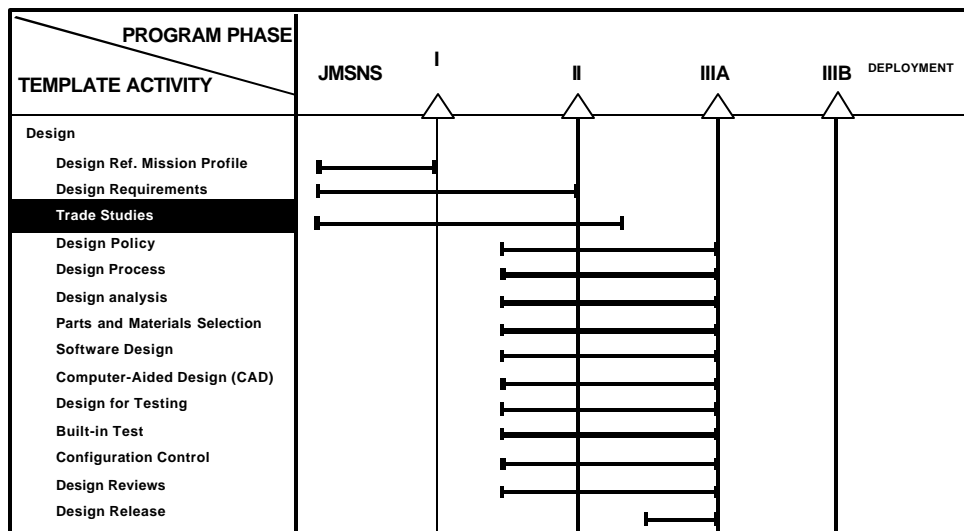 PROGRAM PHASE
TEMPLATE ACTIVITY
JMSNS
I
II
IIIA
IIIB
DEPLOYMENT
Design
Design Ref. Mission Profile
Design Requirements
Trade Studies
Design Policy
Design Process
Design analysis
Parts and Materials Selection
Software Design
Computer-Aided Design (CAD)
Design for Testing
Built-in Test
Configuration Control
Design Reviews
Design Release